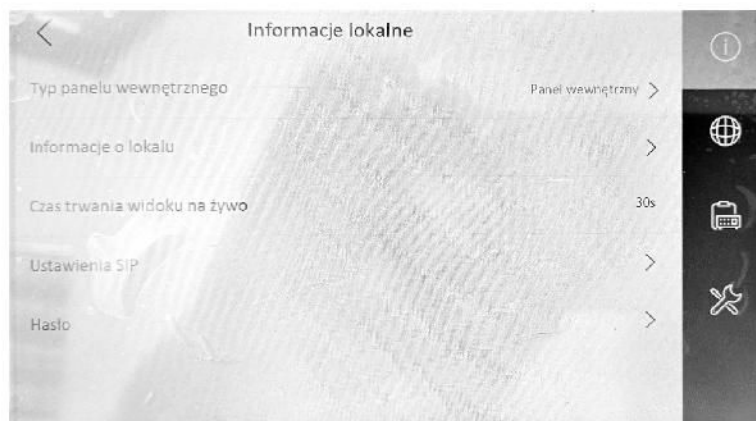 Informacje lokalne
Typ panelu wewnętrznego Panel wewnętrzny
Informacje o lokalu
Czas trwania widoku na żywo 30s
Ustawienia SIP
Hasło